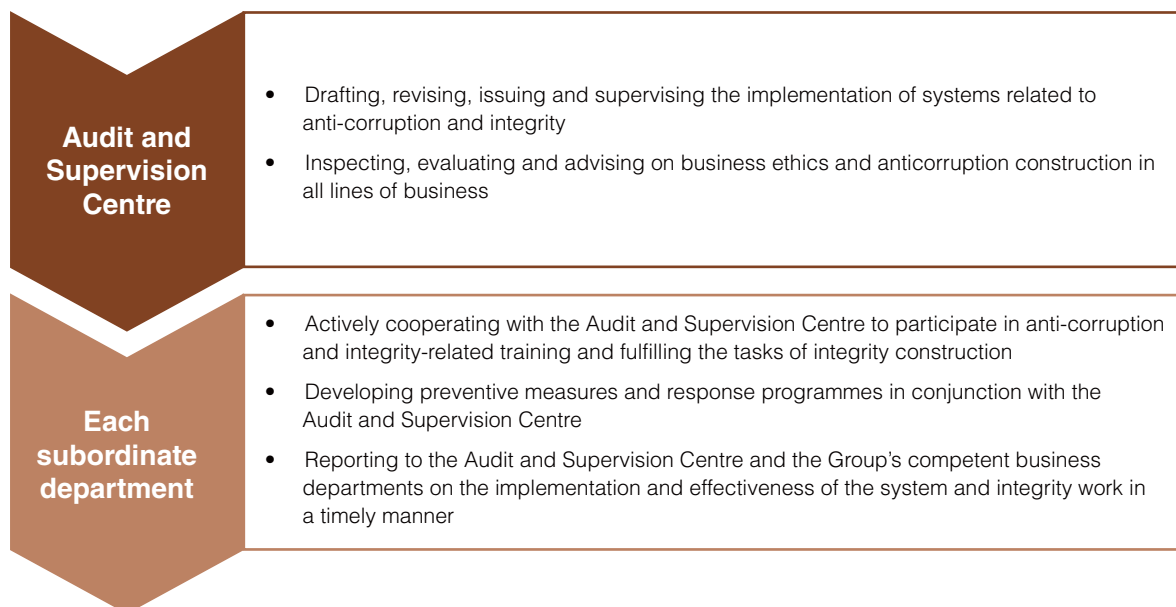 Audit and
Supervision
Centre
• Drafting, revising, issuing and supervising the implementation of systems related to
anti-corruption and integrity
• Inspecting, evaluating and advising on business ethics and anticorruption construction in
all lines of business
Each
subordinate
department
• Actively cooperating with the Audit and Supervision Centre to participate in anti-corruption
and integrity-related training and fulfilling the tasks of integrity construction
• Developing preventive measures and response programmes in conjunction with the
Audit and Supervision Centre
• Reporting to the Audit and Supervision Centre and the Group's competent business
departments on the implementation and effectiveness of the system and integrity work in
a timely manner